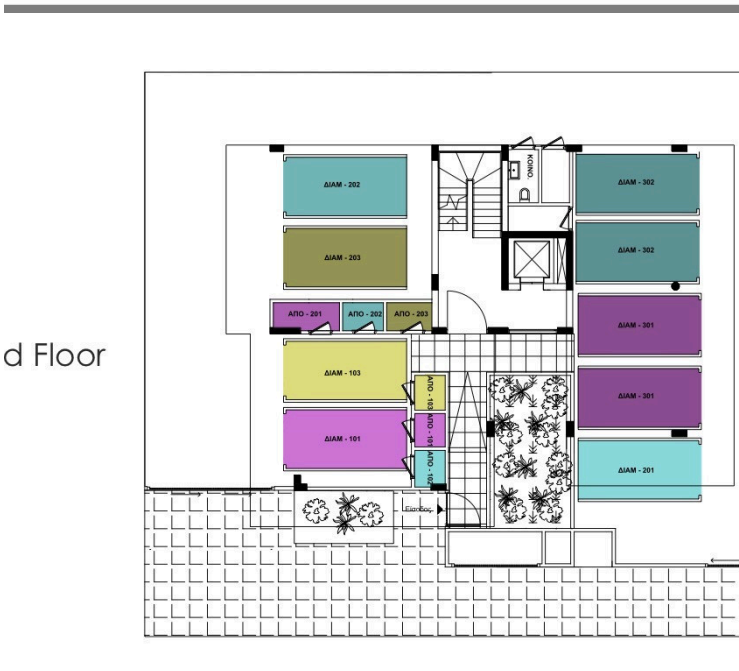 ΚΟΙΝΟ.
ΔΙΑΜ - 202
ΔΙΑΜ - 302
ΔΙΑΜ - 203
ΔΙΑΜ - 302
ΑΠΟ - 201
ΑΠΟ - 202
ΑΠΟ - 203
ΔΙΑΜ - 301
d Floor
ΔΙΑΜ - 103
ΑΠΟ - 103
ΔΙΑΜ - 301
ΔΙΑΜ - 101
ΑΠΟ - 101
ΑΠΟ - 102
ΔΙΑΜ - 201
Είσοδος